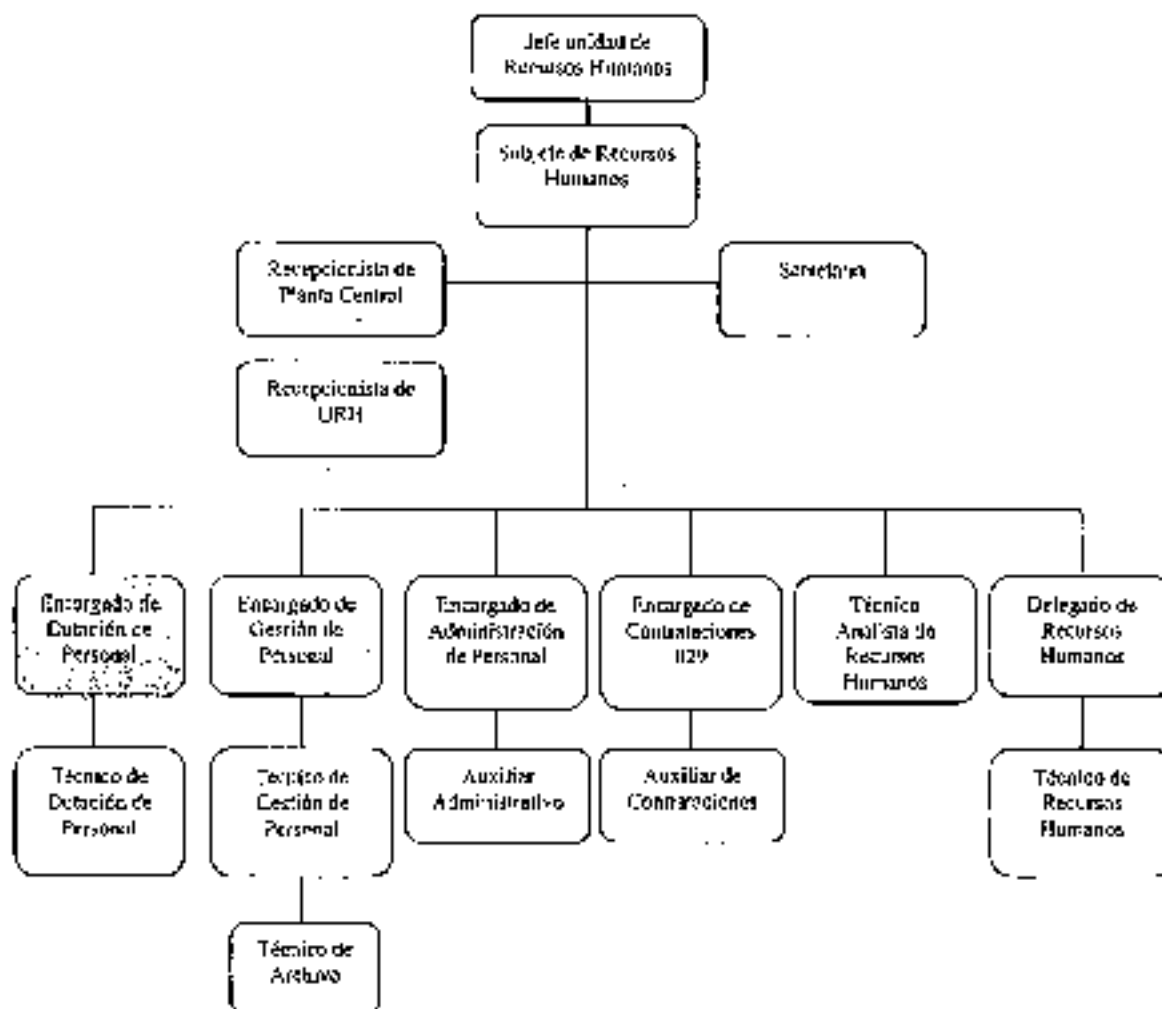 Jefe unidad de
Recursos Humanos
Subjefe de Recursos
Humanos
Recepcionista de
Planta Central
Secretaria
Recepcionista de
URH
Encargado de
Dotación de
Personal
Encargado de
Gestión de
Personal
Encargado de
Administración
de Personal
Encargado de
Contrataciones
029
Técnico
Analista de
Recursos
Humanos
Delegado de
Recursos
Humanos
Técnico de
Dotación de
Personal
Técnico de
Gestión de
Personal
Auxiliar
Administrativo
Auxiliar de
Contrataciones
Técnico de
Recursos
Humanos
Técnico de
Archivo